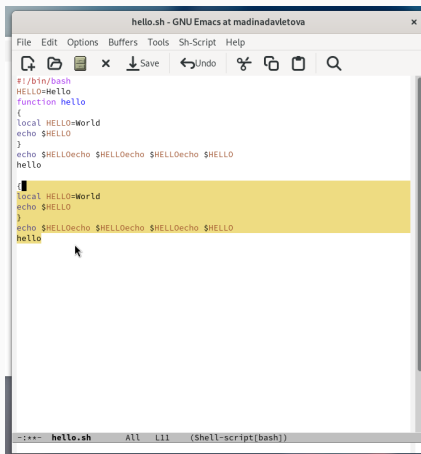 hello.sh - GNU Emacs at madinadavletova ×
File Edit Options Buffers Tools Sh-Script Help
Save Undo
#!/bin/bash
HELLO=Hello
function hello
{
local HELLO=World
echo $HELLO
}
echo $HELLOecho $HELLOecho $HELLOecho $HELLO
hello
{
local HELLO=World
echo $HELLO
}
echo $HELLOecho $HELLOecho $HELLOecho $HELLO
hello
-:**- hello.sh All L11 (Shell-script[bash])